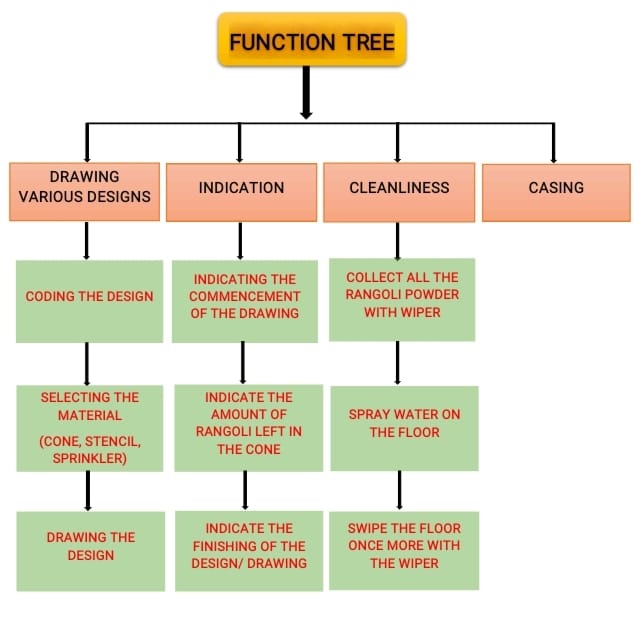 FUNCTION TREE
DRAWING
VARIOUS DESIGNS
INDICATION
CLEANLINESS
CASING
CODING THE DESIGN
INDICATING THE
COMMENCEMENT
OF THE DRAWING
COLLECT ALL THE
RANGOLI POWDER
WITH WIPER
SELECTING THE
MATERIAL
(CONE, STENCIL,
SPRINKLER)
INDICATE THE
AMOUNT OF
RANGOLI LEFT IN
THE CONE
SPRAY WATER ON
THE FLOOR
DRAWING THE
DESIGN
INDICATE THE
FINISHING OF THE
DESIGN/ DRAWING
SWIPE THE FLOOR
ONCE MORE WITH
THE WIPER